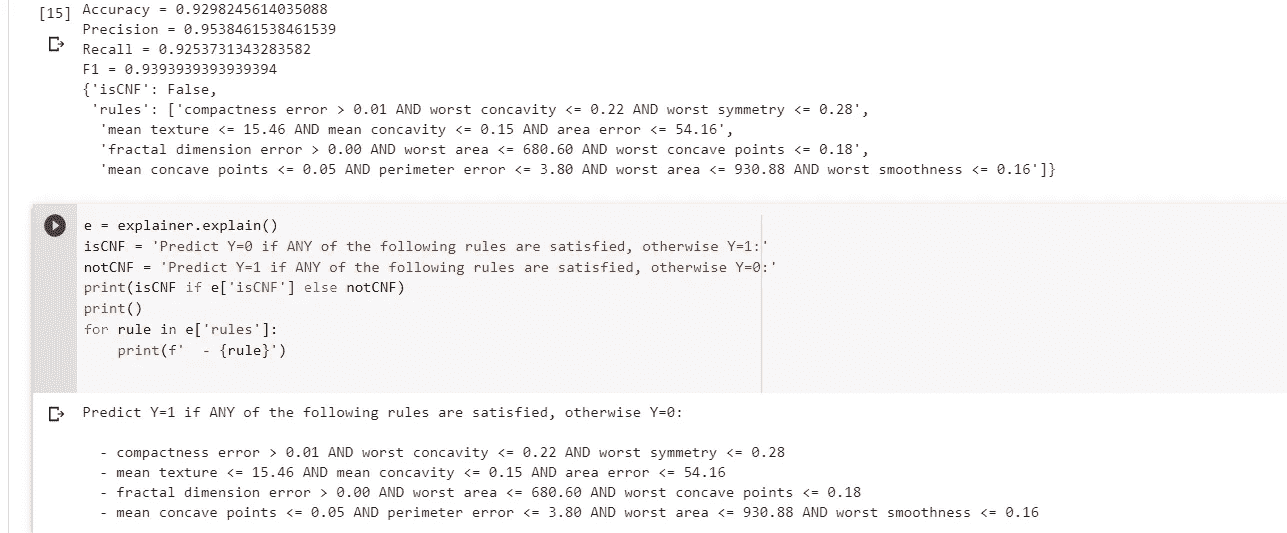 [15] Accuracy = 0.9298245614035088
Precision = 0.9538461538461539
Recall = 0.9253731343283582
F1 = 0.9393939393939394
{'isCNF': False,
'rules': ['compactness error > 0.01 AND worst concavity <= 0.22 AND worst symmetry <= 0.28',
'mean texture <= 15.46 AND mean concavity <= 0.15 AND area error <= 54.16',
'fractal dimension error > 0.00 AND worst area <= 680.60 AND worst concave points <= 0.18',
'mean concave points <= 0.05 AND perimeter error <= 3.80 AND worst area <= 930.88 AND worst smoothness <= 0.16']}
e = explainer.explain()
isCNF = 'Predict Y=0 if ANY of the following rules are satisfied, otherwise Y=1:'
notCNF = 'Predict Y=1 if ANY of the following rules are satisfied, otherwise Y=0:'
print(isCNF if e['isCNF'] else notCNF)
print()
for rule in e['rules']:
    print(f'  - {rule}')
Predict Y=1 if ANY of the following rules are satisfied, otherwise Y=0:
- compactness error > 0.01 AND worst concavity <= 0.22 AND worst symmetry <= 0.28
- mean texture <= 15.46 AND mean concavity <= 0.15 AND area error <= 54.16
- fractal dimension error > 0.00 AND worst area <= 680.60 AND worst concave points <= 0.18
- mean concave points <= 0.05 AND perimeter error <= 3.80 AND worst area <= 930.88 AND worst smoothness <= 0.16